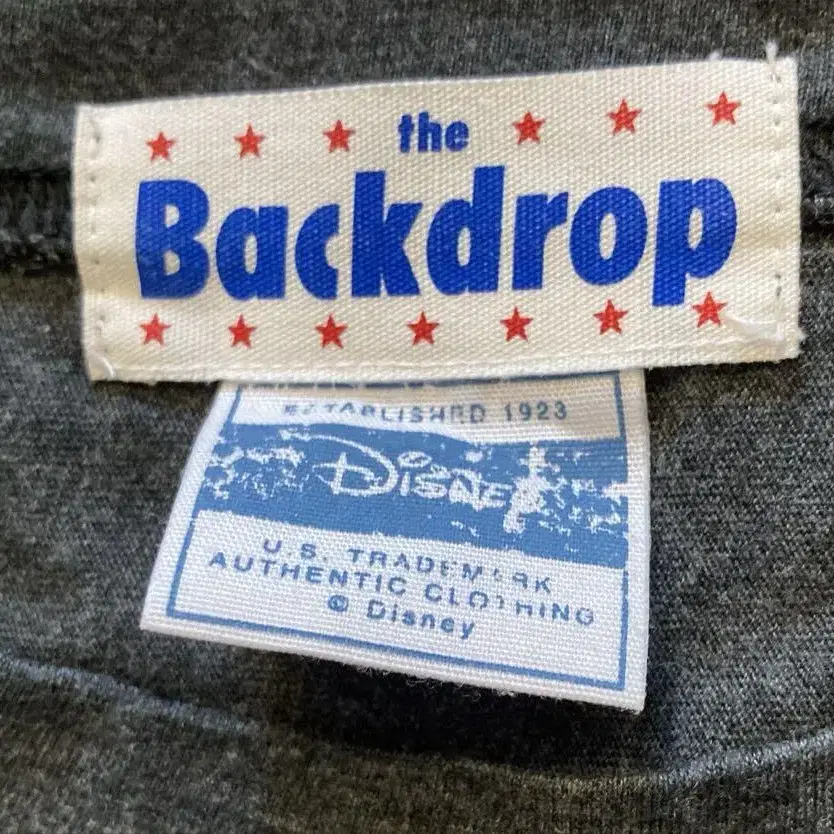 the
Backdrop
ESTABLISHED 1923
Disney
U.S. TRADEMARK
AUTHENTIC CLOTHING
© Disney